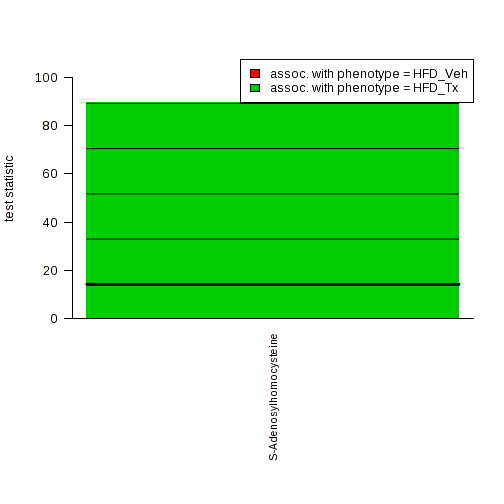 assoc. with phenotype = HFD_Veh
assoc. with phenotype = HFD_Tx
100
80
60
40
20
0
test statistic
S-Adenosylhomocysteine